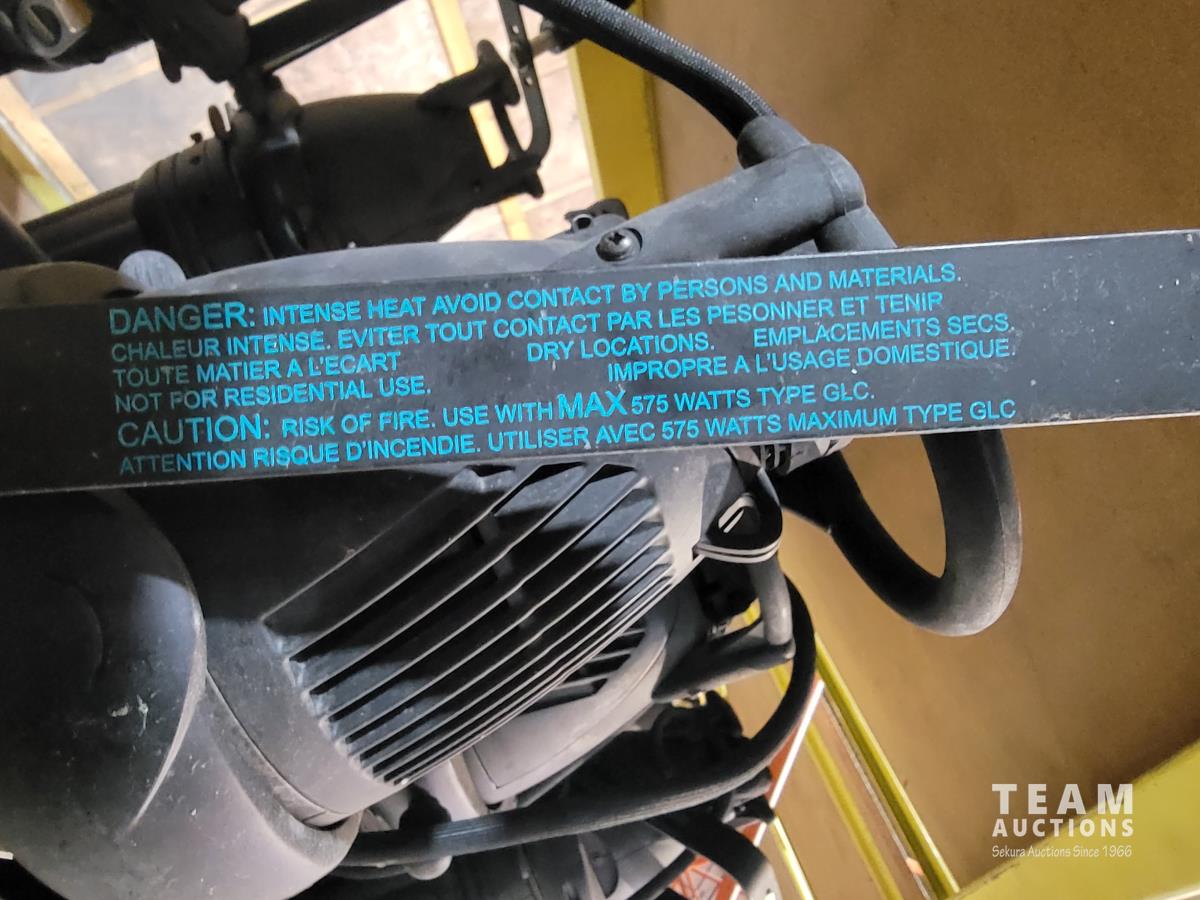 DANGER: INTENSE HEAT AVOID CONTACT BY PERSONS AND MATERIALS.
CHALEUR INTENSE. EVITER TOUT CONTACT PAR LES PESONNER ET TENIR
TOUTE MATIER A L'ECART DRY LOCATIONS. EMPLACEMENTS SECS.
NOT FOR RESIDENTIAL USE. IMPROPRE A L'USAGE DOMESTIQUE.
CAUTION: RISK OF FIRE. USE WITH MAX 575 WATTS TYPE GLC.
ATTENTION RISQUE D'INCENDIE. UTILISER AVEC 575 WATTS MAXIMUM TYPE GLC
TEAM
AUCTIONS
Sekura Auctions Since 1966